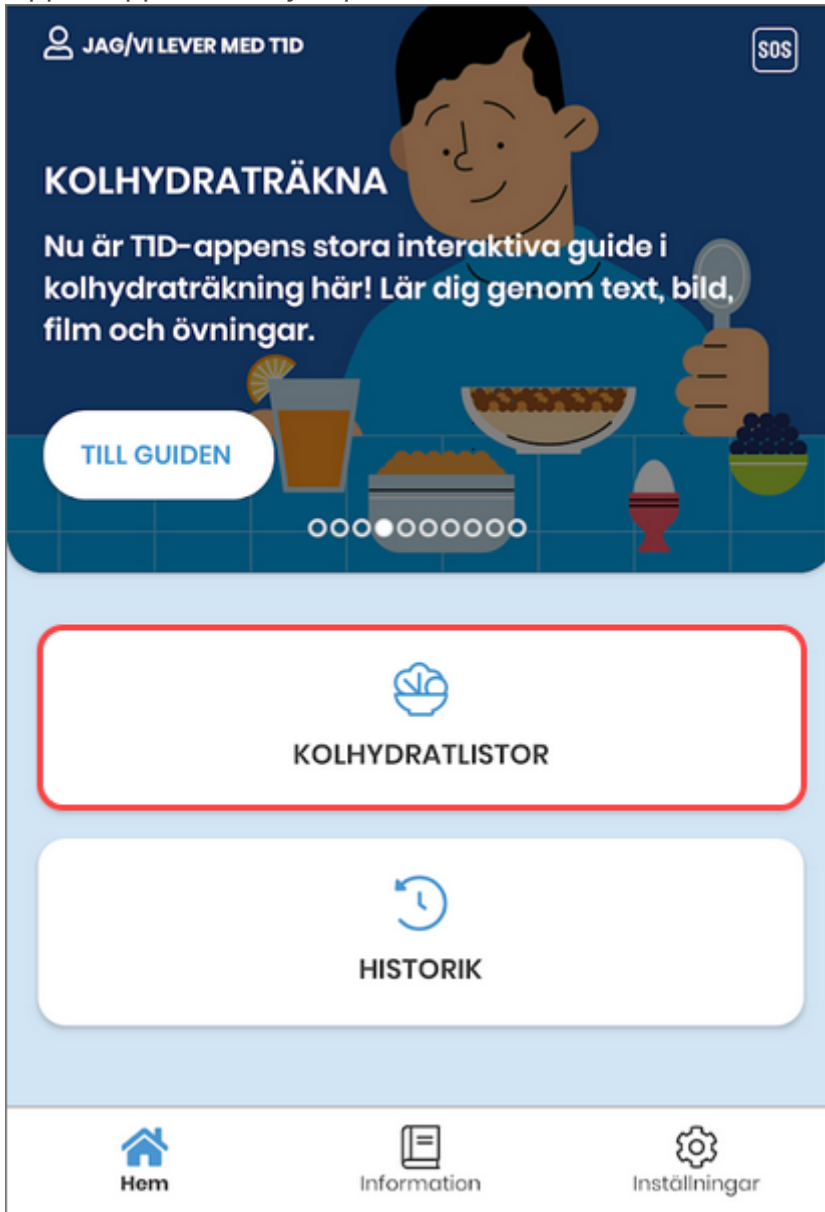 JAG/VI LEVER MED T1D
SOS
KOLHYDRATRÄKNA
Nu är T1D-appens stora interaktiva guide i
kolhydraträkning här! Lär dig genom text, bild,
film och övningar.
TILL GUIDEN
KOLHYDRATLISTOR
HISTORIK
Hem
Information
Inställningar